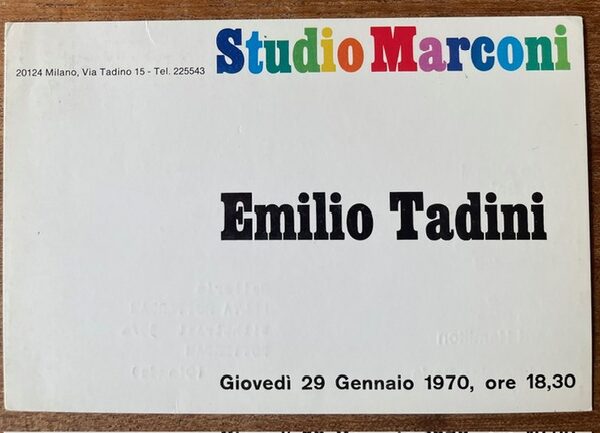 Studio Marconi
20124 Milano, Via Tadino 15 - Tel. 225543
Emilio Tadini
Giovedì 29 Gennaio 1970, ore 18,30